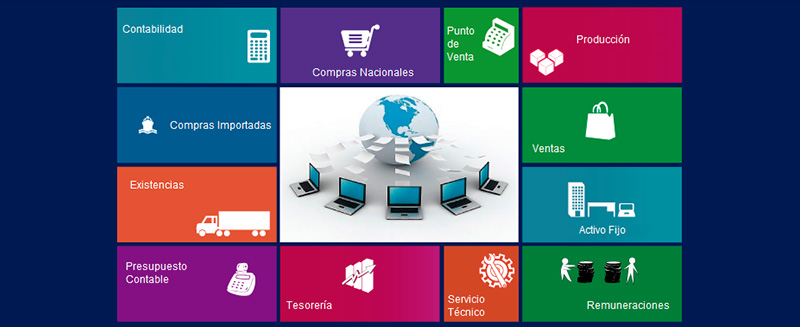 Contabilidad
Compras Nacionales
Punto
de
Venta
Producción
Compras Importadas
Ventas
Existencias
Activo Fijo
Presupuesto
Contable
Tesorería
Servicio
Técnico
Remuneraciones